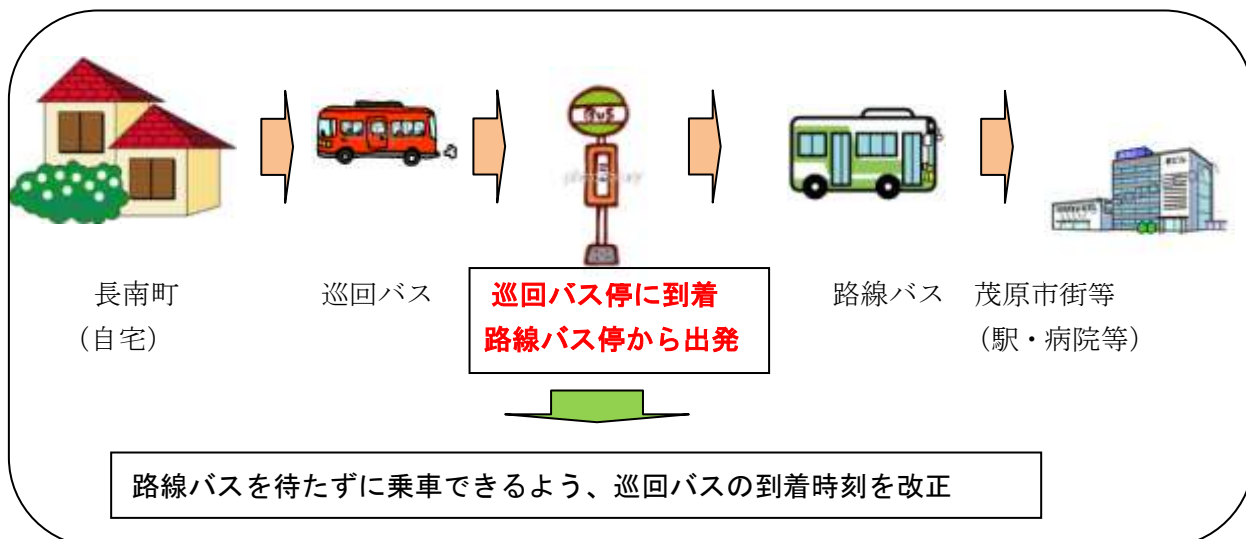 BUS
長南町
（自宅）
巡回バス
巡回バス停に到着
路線バス停から出発
路線バス
茂原市街等
（駅・病院等）
路線バスを待たずに乗車できるよう、巡回バスの到着時刻を改正